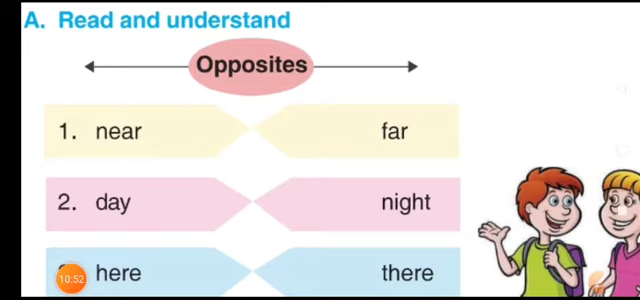 A. Read and understand
Opposites
1. near far
2. day night
10:52 here there